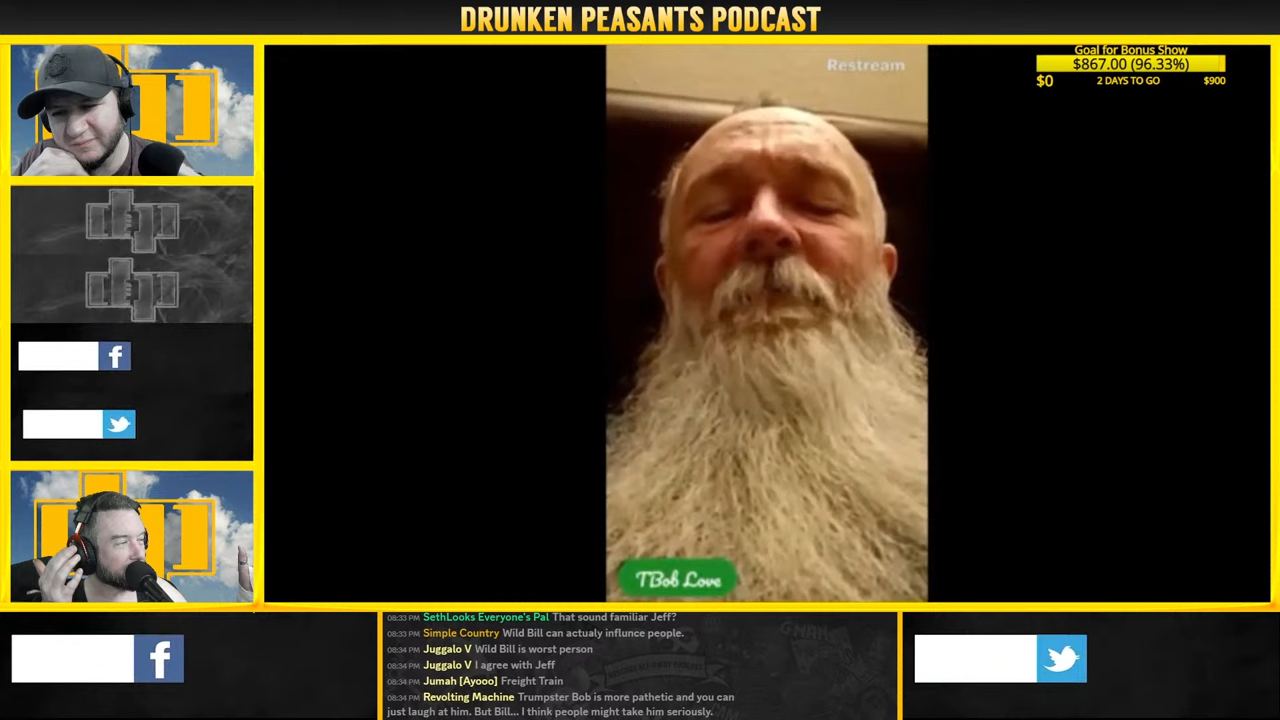 DRUNKEN PEASANTS PODCAST
Restream
Goal for Bonus Show
$867.00 (96.33%)
$0 2 DAYS TO GO $900
TBob Love
08:33 PM SethLooks Everyone's Pal That sound familiar Jeff?
08:33 PM Simple Country Wild Bill can actualy influnce people.
08:34 PM Juggalo V Wild Bill is worst person
08:34 PM Juggalo V I agree with Jeff
08:34 PM Jumah [Ayooo] Freight Train
08:34 PM Revolting Machine Trumpster Bob is more pathetic and you can
just laugh at him. But Bill... I think people might take him seriously.